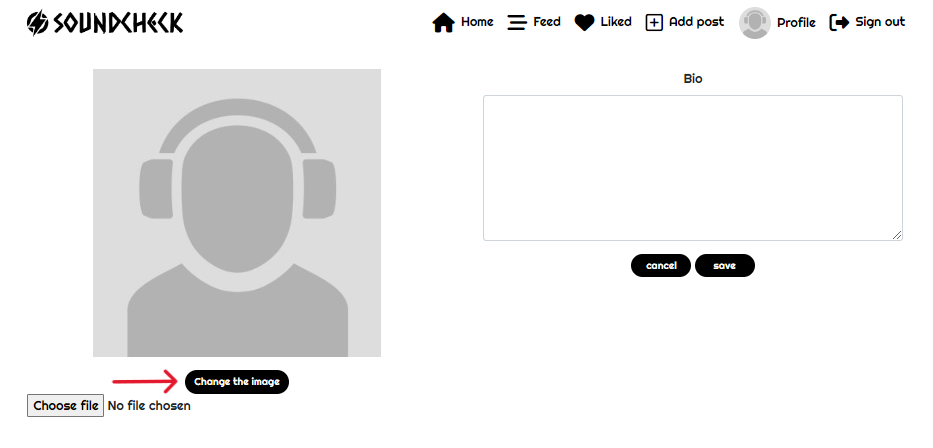 SOUNDCHECK
Home Feed Liked Add post Profile Sign out
Bio
cancel save
Change the image
Choose file No file chosen